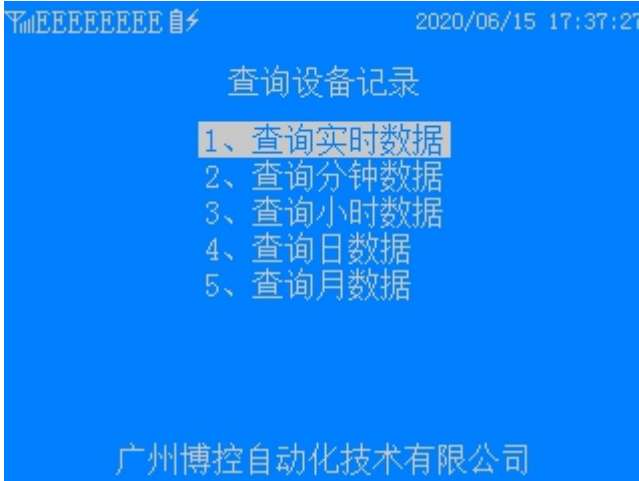 EEEEEEEEE 2020/06/15 17:37:27
查询设备记录
1、查询实时数据
2、查询分钟数据
3、查询小时数据
4、查询日数据
5、查询月数据
广州博控自动化技术有限公司